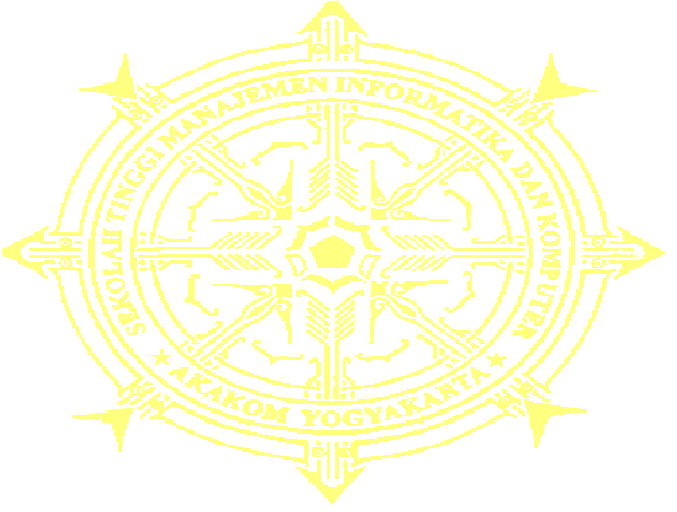 SEKOLAH TINGGI MANAJEMEN INFORMATIKA DAN KOMPUTER
★ AKAKOM YOGYAKARTA ★